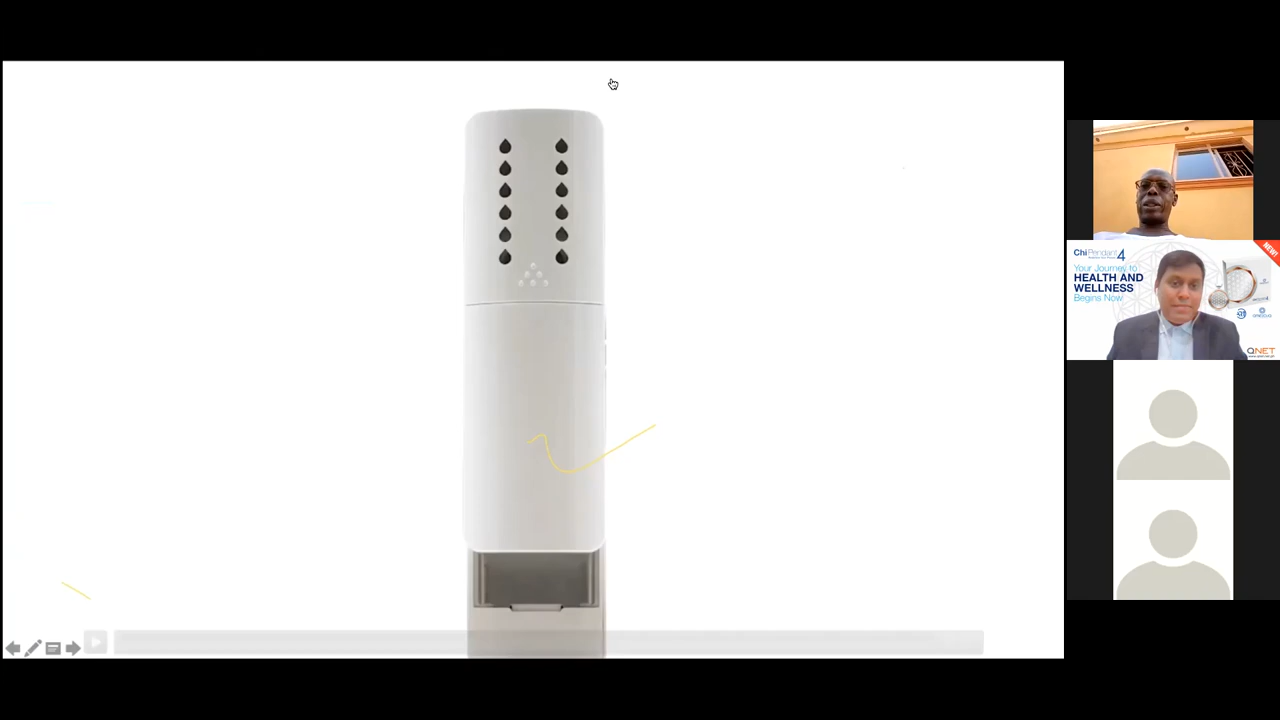 Chi Pendant 4
Your Journey to
HEALTH AND
WELLNESS
Begins Now
NEW!
QNET